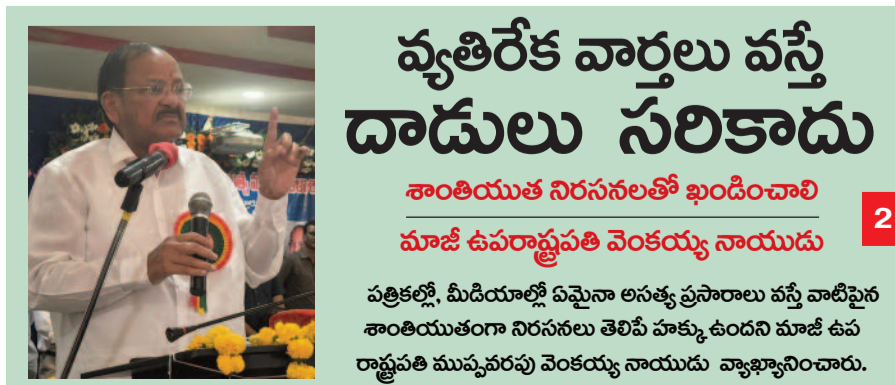 వ్యతిరేక వార్తలు వస్తే
దాడులు సరికాదు
శాంతియుత నిరసనలతో ఖండించాలి
మాజీ ఉపరాష్ట్రపతి వెంకయ్య నాయుడు
2
పత్రికల్లో, మీడియాల్లో ఏమైనా అసత్య ప్రసారాలు వస్తే వాటిపైన
శాంతియుతంగా నిరసనలు తెలిపే హక్కు ఉందని మాజీ ఉప
రాష్ట్రపతి ముప్పవరపు వెంకయ్య నాయుడు వ్యాఖ్యానించారు.